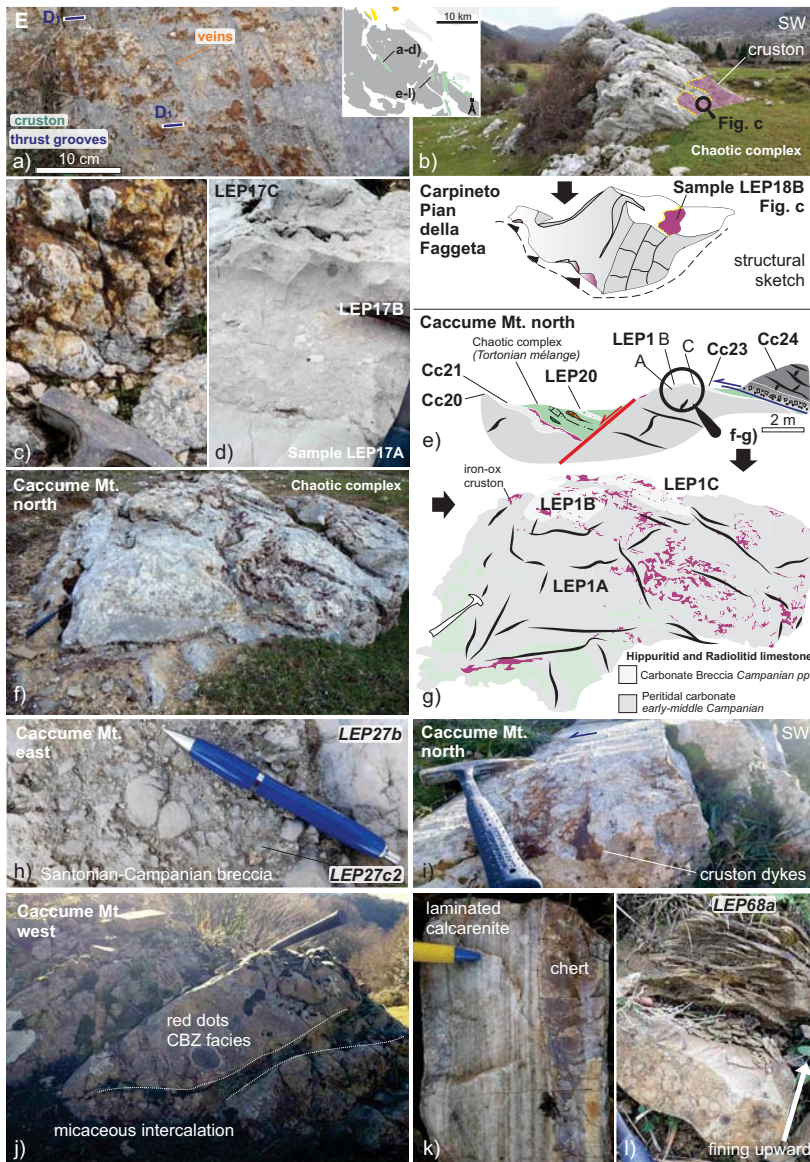 E
D1
veins
D1
cruston
thrust grooves
10 cm
a)
10 km
a-d)
e-l)
SW
cruston
Fig. c
b)
Chaotic complex
LEP17C
LEP17B
c)
d)
Sample LEP17A
Carpineto
Pian
della
Faggeta
Sample LEP18B
Fig. c
structural
sketch
Caccume Mt. north
Chaotic complex
(Tortonian mélange)
LEP1
A
B
C
Cc21
Cc20
LEP20
Cc23
Cc24
e)
f-g)
2 m
Caccume Mt.
north
Chaotic complex
f)
iron-ox
cruston
LEP1C
LEP1B
LEP1A
g)
Hippuritid and Radiolitid limestone
Carbonate Breccia Campanian pp
Peritidal carbonate
early-middle Campanian
Caccume Mt.
east
LEP27b
h)
Santonian-Campanian breccia
LEP27c2
Caccume Mt.
north
SW
i)
cruston dykes
Caccume Mt.
west
red dots
CBZ facies
micaceous intercalation
j)
laminated
calcarenite
chert
k)
LEP68a
l)
fining upward